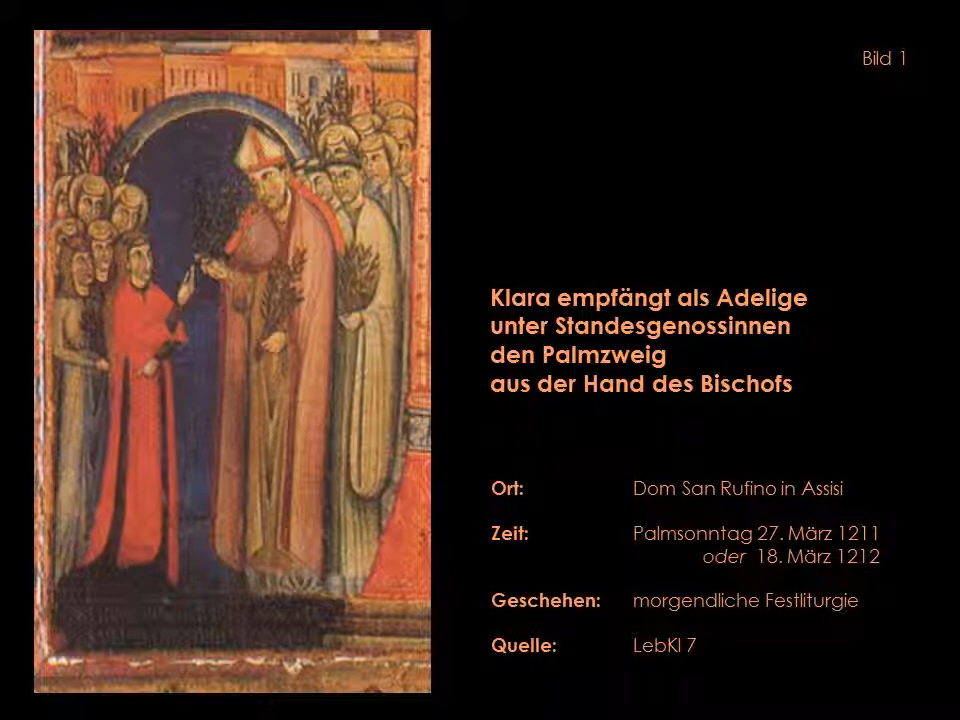 Bild 1
Klara empfängt als Adelige
unter Standesgenossinnen
den Palmzweig
aus der Hand des Bischofs
Ort: Dom San Rufino in Assisi
Zeit: Palmsonntag 27. März 1211
oder 18. März 1212
Geschehen: morgendliche Festliturgie
Quelle: LebKl 7